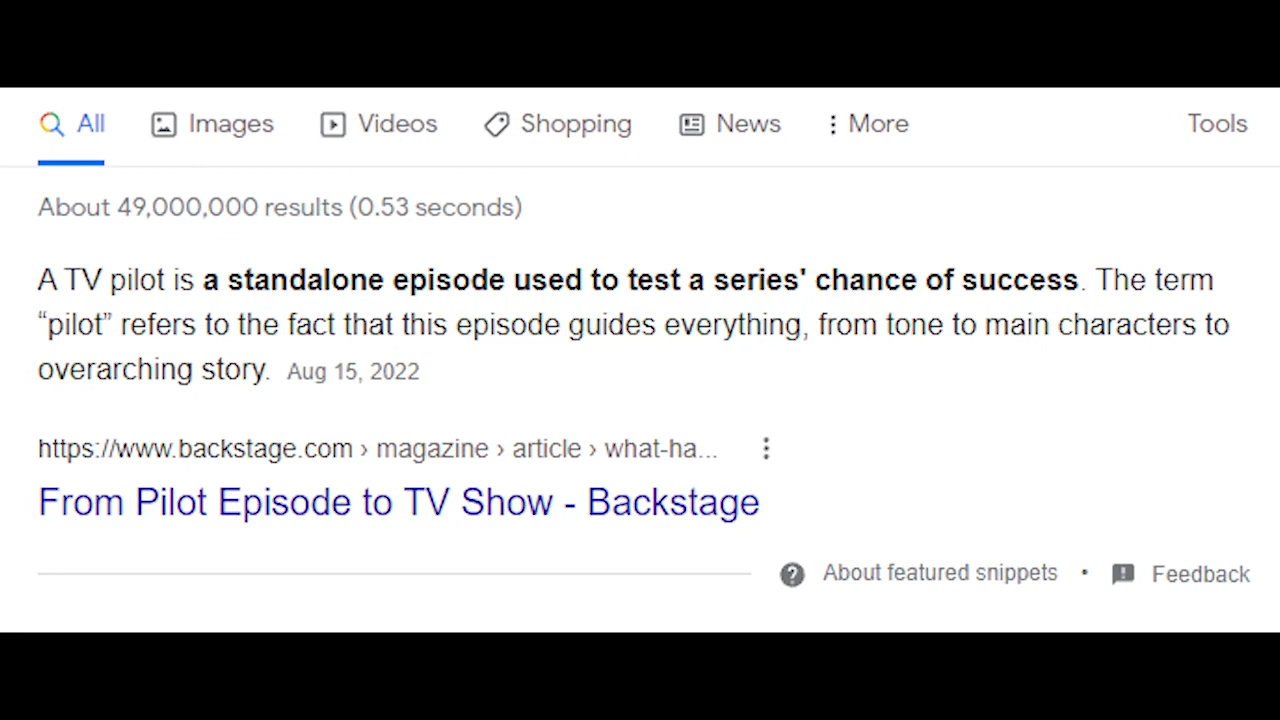 All Images Videos Shopping News More Tools
About 49,000,000 results (0.53 seconds)
A TV pilot is a standalone episode used to test a series' chance of success. The term
“pilot” refers to the fact that this episode guides everything, from tone to main characters to
overarching story. Aug 15, 2022
https://www.backstage.com › magazine › article › what-ha...
From Pilot Episode to TV Show - Backstage
About featured snippets • Feedback